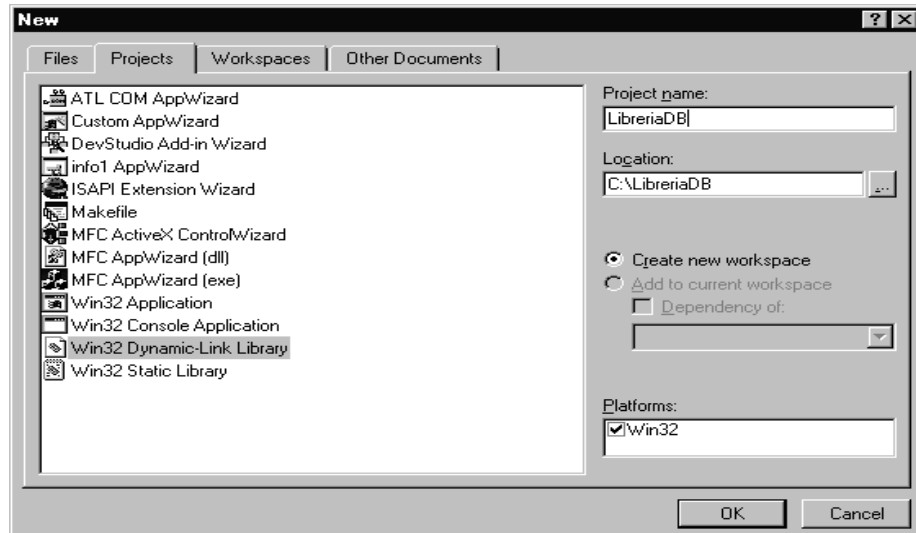 New
Files Projects Workspaces Other Documents
ATL COM AppWizard
Custom AppWizard
DevStudio Add-in Wizard
info1 AppWizard
ISAPI Extension Wizard
Makefile
MFC ActiveX ControlWizard
MFC AppWizard (dll)
MFC AppWizard (exe)
Win32 Application
Win32 Console Application
Win32 Dynamic-Link Library
Win32 Static Library
Project name:
LibreriaDB
Location:
C:\LibreriaDB
...
Create new workspace
Add to current workspace
Dependency of:
Platforms:
Win32
OK Cancel